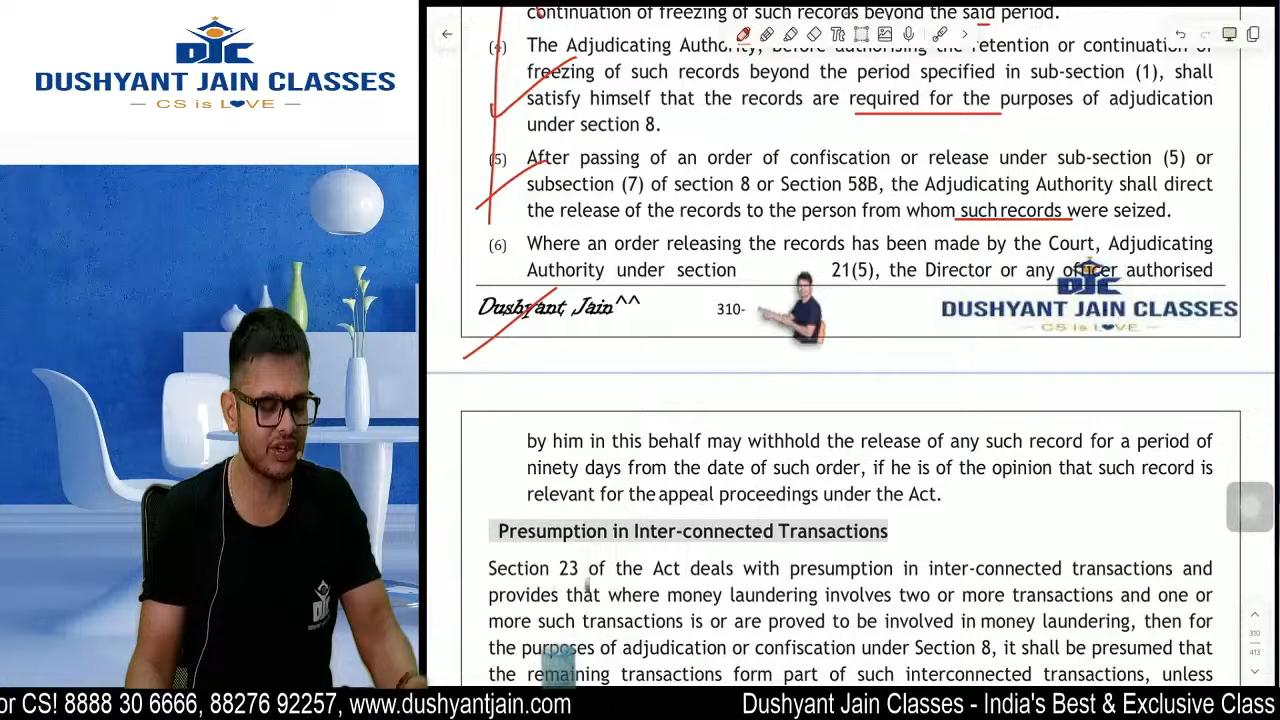 DJC
DUSHYANT JAIN CLASSES
— CS is LOVE —
continuation of freezing of such records beyond the said period.
(4) The Adjudicating Authority, before authorising the retention or continuation of
freezing of such records beyond the period specified in sub-section (1), shall
satisfy himself that the records are required for the purposes of adjudication
under section 8.
(5) After passing of an order of confiscation or release under sub-section (5) or
subsection (7) of section 8 or Section 58B, the Adjudicating Authority shall direct
the release of the records to the person from whom such records were seized.
(6) Where an order releasing the records has been made by the Court, Adjudicating
Authority under section 21(5), the Director or any officer authorised
Dushyant Jain^^ 310-
DJC
DUSHYANT JAIN CLASSES
— CS is LOVE —
by him in this behalf may withhold the release of any such record for a period of
ninety days from the date of such order, if he is of the opinion that such record is
relevant for the appeal proceedings under the Act.
Presumption in Inter-connected Transactions
Section 23 of the Act deals with presumption in inter-connected transactions and
provides that where money laundering involves two or more transactions and one or
more such transactions is or are proved to be involved in money laundering, then for
the purposes of adjudication or confiscation under Section 8, it shall be presumed that
the remaining transactions form part of such interconnected transactions, unless
310
413
DJC
or CS! 8888 30 6666, 88276 92257, www.dushyantjain.com Dushyant Jain Classes - India's Best & Exclusive Class